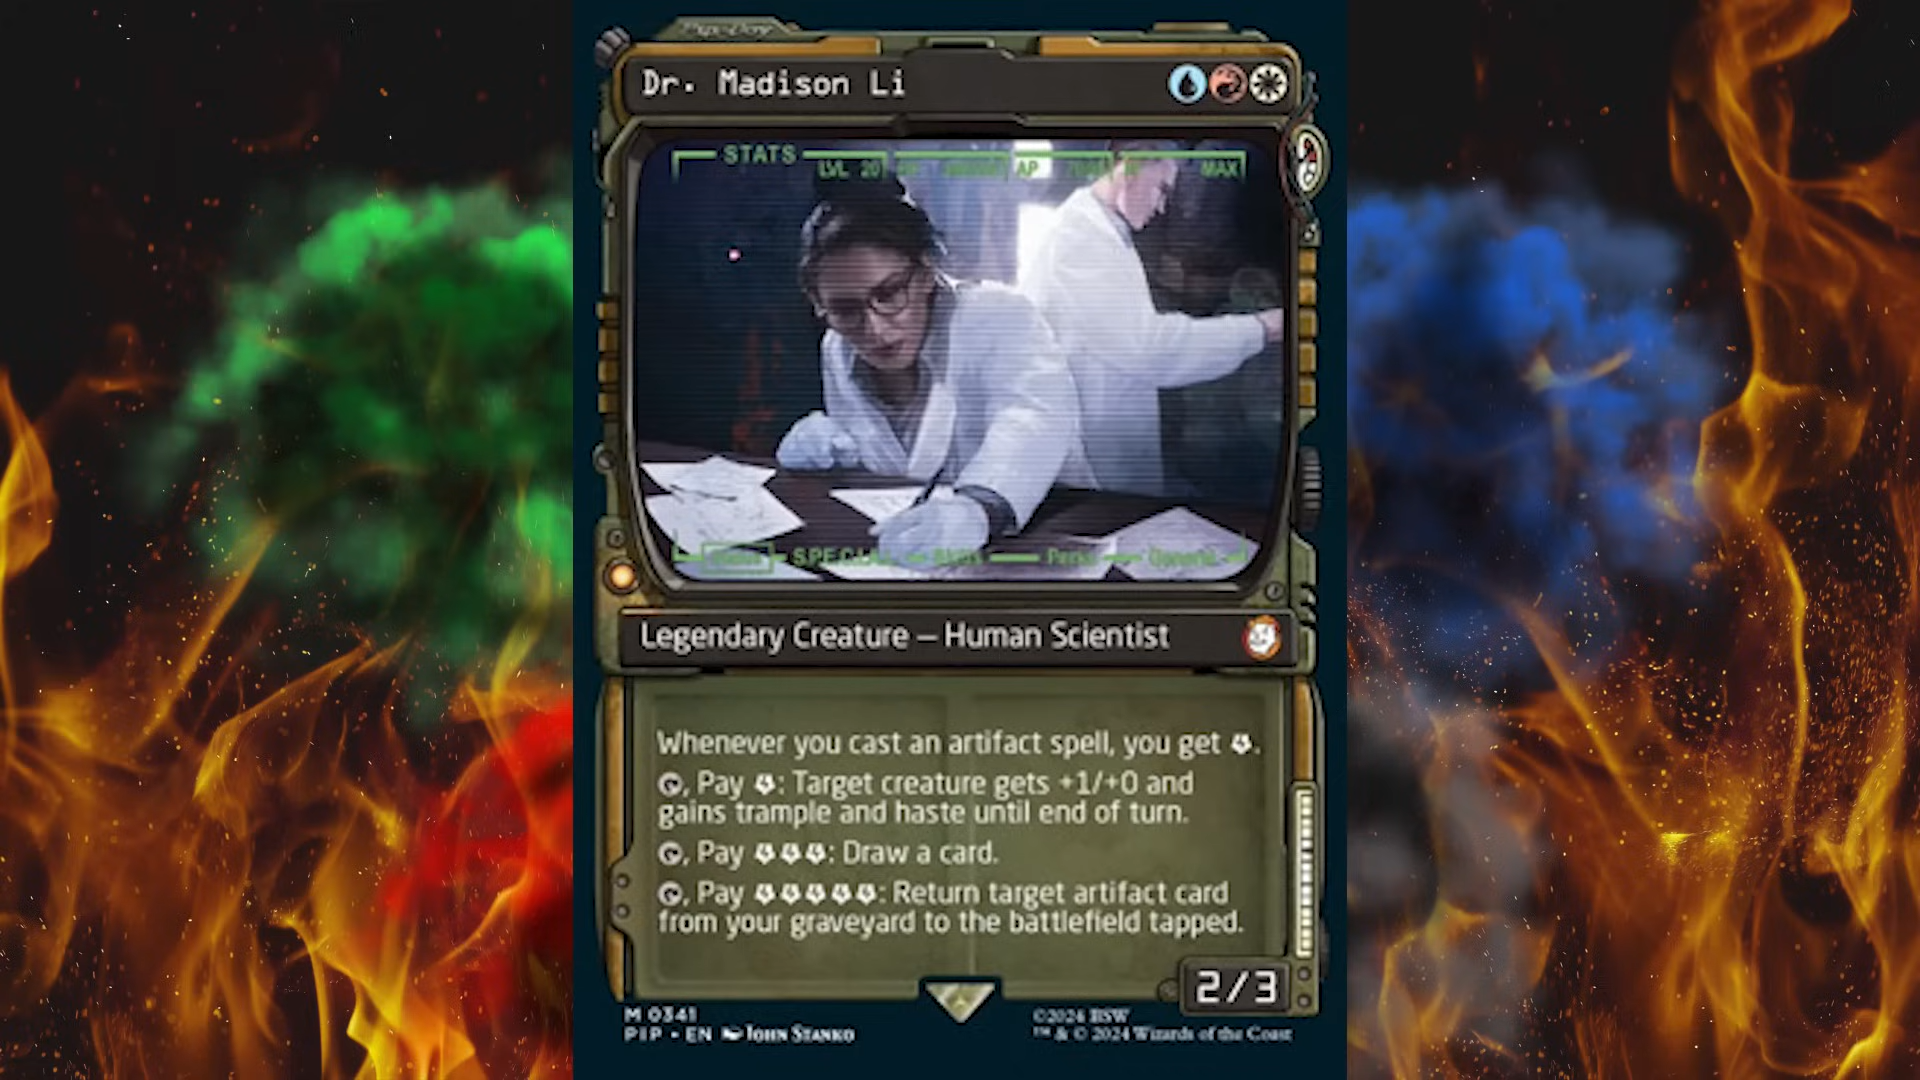 Pip-Boy
Dr. Madison Li
STATS
LVL 20
AP
MAX
SPECIAL
Legendary Creature – Human Scientist
Whenever you cast an artifact spell, you get .
, Pay : Target creature gets +1/+0 and
gains trample and haste until end of turn.
, Pay : Draw a card.
, Pay : Return target artifact card
from your graveyard to the battlefield tapped.
2/3
M 0341
PIP • EN John Stanko
©2024 BSW
™ & © 2024 Wizards of the Coast